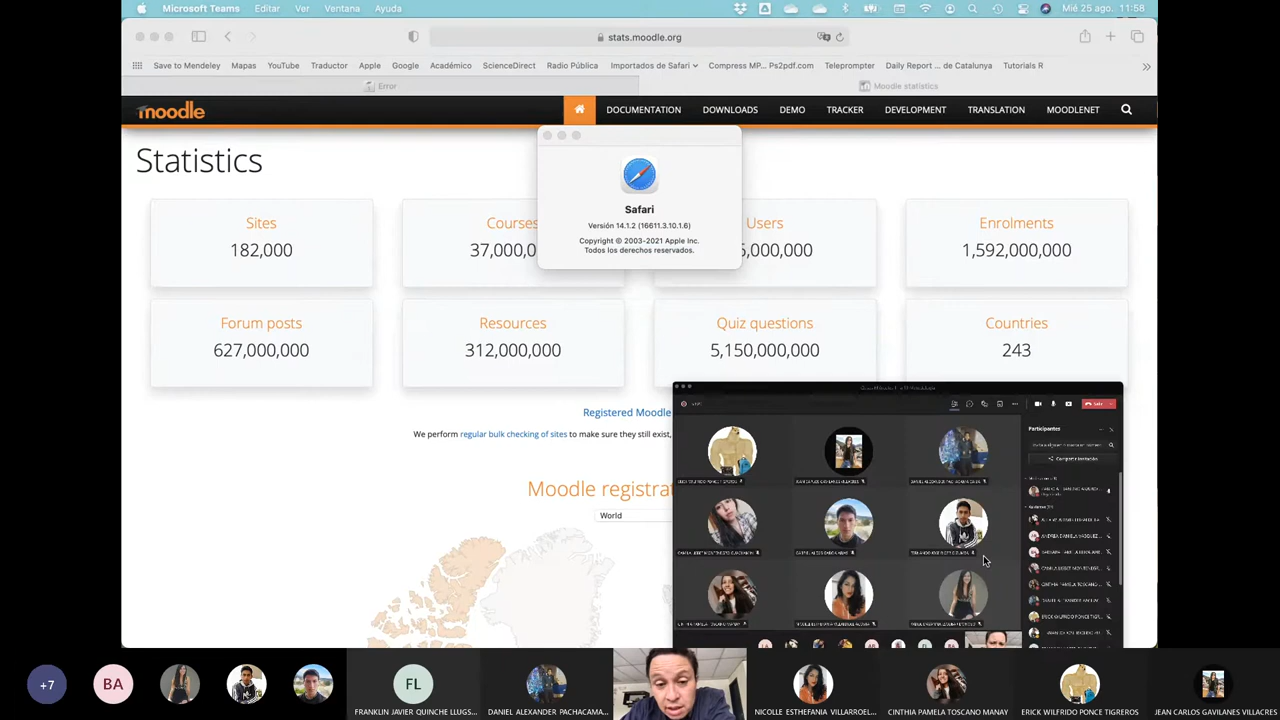 Microsoft Teams Editar Ver Ventana Ayuda
Mié 25 ago. 11:58
stats.moodle.org
Save to Mendeley Mapas YouTube Traductor Apple Google Académico ScienceDirect Radio Pública Importados de Safari Compress MP... Ps2pdf.com Teleprompter Daily Report ... de Catalunya Tutorials R
Error
Moodle statistics
moodle
DOCUMENTATION DOWNLOADS DEMO TRACKER DEVELOPMENT TRANSLATION MOODLENET
Statistics
Safari
Versión 14.1.2 (16611.3.10.1.6)
Copyright © 2003-2021 Apple Inc.
Todos los derechos reservados.
Sites
182,000
Courses
37,000,0
Users
,000,000
Enrolments
1,592,000,000
Forum posts
627,000,000
Resources
312,000,000
Quiz questions
5,150,000,000
Countries
243
Registered Moodle
We perform regular bulk checking of sites to make sure they still exist,
Moodle registra
World
Participantes
Compartir invitación
+7
BA
FL
FRANKLIN JAVIER QUINCHE LLUGS...
DANIEL ALEXANDER PACHACAMA...
NICOLLE ESTHEFANIA VILLARROEL...
CINTHIA PAMELA TOSCANO MANAY
ERICK WILFRIDO PONCE TIGREROS
JEAN CARLOS GAVILANES VILLACRES